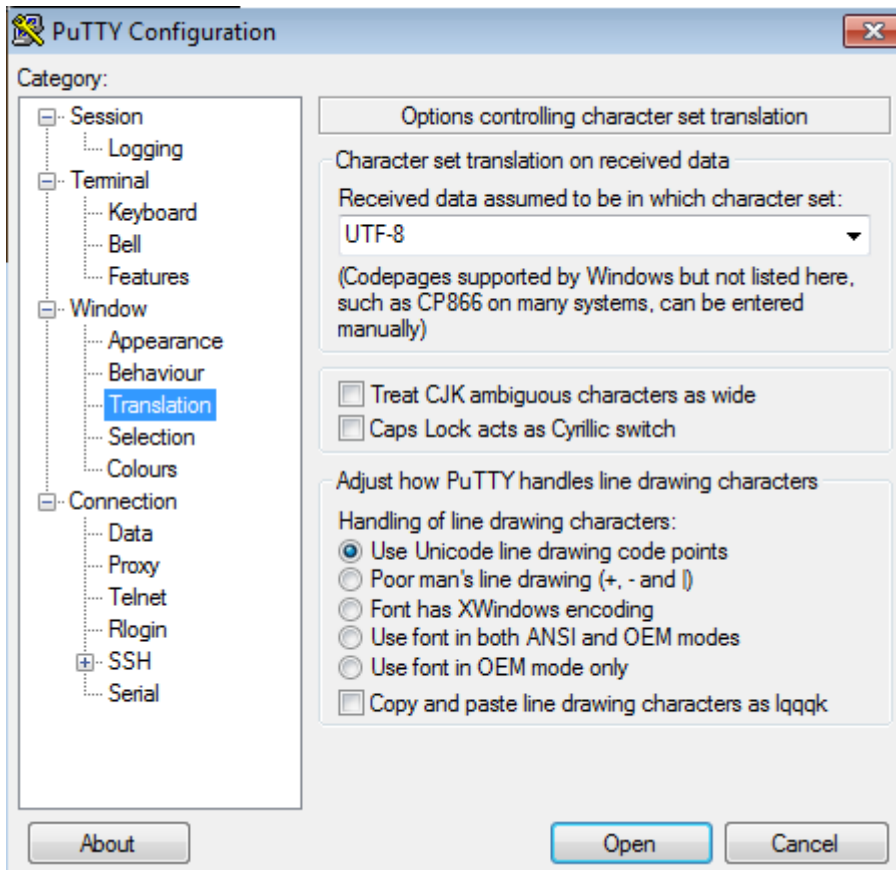 PuTTY Configuration
Category:
Session
Logging
Terminal
Keyboard
Bell
Features
Window
Appearance
Behaviour
Translation
Selection
Colours
Connection
Data
Proxy
Telnet
Rlogin
SSH
Serial
Options controlling character set translation
Character set translation on received data
Received data assumed to be in which character set:
UTF-8
(Codepages supported by Windows but not listed here,
such as CP866 on many systems, can be entered
manually)
Treat CJK ambiguous characters as wide
Caps Lock acts as Cyrillic switch
Adjust how PuTTY handles line drawing characters
Handling of line drawing characters:
Use Unicode line drawing code points
Poor man's line drawing (+, - and |)
Font has XWindows encoding
Use font in both ANSI and OEM modes
Use font in OEM mode only
Copy and paste line drawing characters as lqqqk
About
Open
Cancel